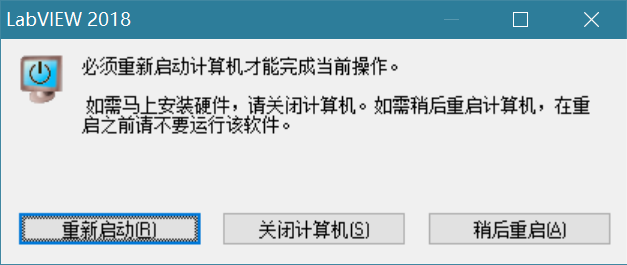 LabVIEW 2018
必须重新启动计算机才能完成当前操作。
如需马上安装硬件，请关闭计算机。如需稍后重启计算机，在重
启之前请不要运行该软件。
重新启动(R)
关闭计算机(S)
稍后重启(A)